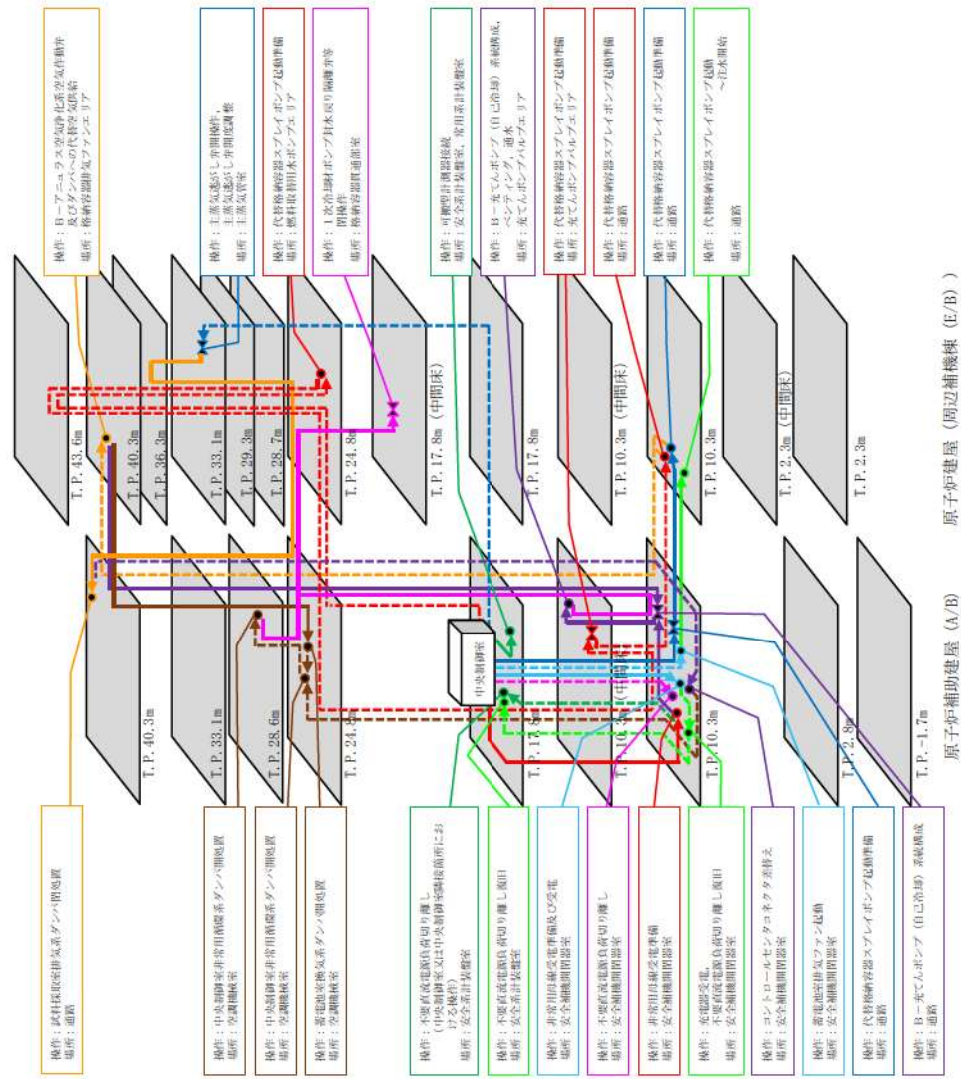 操作：B－アニュラス空気浄化系空気作動弁
及びダンパへの代替空気供給
場所：格納容器排気ファンエリア
操作：主蒸気逃がし弁開操作，
主蒸気逃がし弁開度調整
場所：主蒸気管室
操作：代替格納容器スプレイポンプ起動準備
場所：燃料取替用水ポンプエリア
操作：1次冷却材ポンプ封水戻り隔離弁等
閉操作
場所：格納容器貫通部室
操作：可搬型計測器接続
場所：安全系計装盤室，常用系計装盤室
操作：B－充てんポンプ（自己冷却）系統構成，
ベンティング，通水
場所：充てんポンプバルブエリア
操作：代替格納容器スプレイポンプ起動準備
場所：充てんポンプバルブエリア
操作：代替格納容器スプレイポンプ起動準備
場所：通路
操作：代替格納容器スプレイポンプ起動準備
場所：通路
操作：代替格納容器スプレイポンプ起動
～注水開始
場所：通路
T.P.43.6m
T.P.40.3m
T.P.36.3m
T.P.33.1m
T.P.29.3m
T.P.28.7m
T.P.24.8m
T.P.17.8m（中間床）
T.P.17.8m
T.P.10.3m（中間床）
T.P.10.3m
T.P.2.3m（中間床）
T.P.2.3m
原子炉建屋（周辺補機棟（E/B））
中央制御室
T.P.40.3m
T.P.33.1m
T.P.28.6m
T.P.24.8m
T.P.17.8m
T.P.10.3m（中間床）
T.P.10.3m
T.P.2.8m
T.P.-1.7m
原子炉補助建屋（A/B）
操作：試料採取室排気系ダンパ閉処置
場所：通路
操作：中央制御室非常用循環系ダンパ開処置
場所：空調機械室
操作：中央制御室非常用循環系ダンパ開処置
場所：空調機械室
操作：蓄電池室換気系ダンパ開処置
場所：空調機械室
操作：不要直流電源負荷切り離し
（中央制御室又は中央制御室隣接箇所にお
ける操作）
場所：安全系計装盤室
操作：不要直流電源負荷切り離し復旧
場所：安全系計装盤室
操作：非常用母線受電準備及び受電
場所：安全補機開閉器室
操作：不要直流電源負荷切り離し
場所：安全補機開閉器室
操作：非常用母線受電準備
場所：安全補機開閉器室
操作：充電器受電，
不要直流電源負荷切り離し復旧
場所：安全補機開閉器室
操作：コントロールセンタコネクタ差替え
場所：安全補機開閉器室
操作：蓄電池室排気ファン起動
場所：安全補機開閉器室
操作：代替格納容器スプレイポンプ起動準備
場所：通路
操作：B－充てんポンプ（自己冷却）系統構成
場所：通路